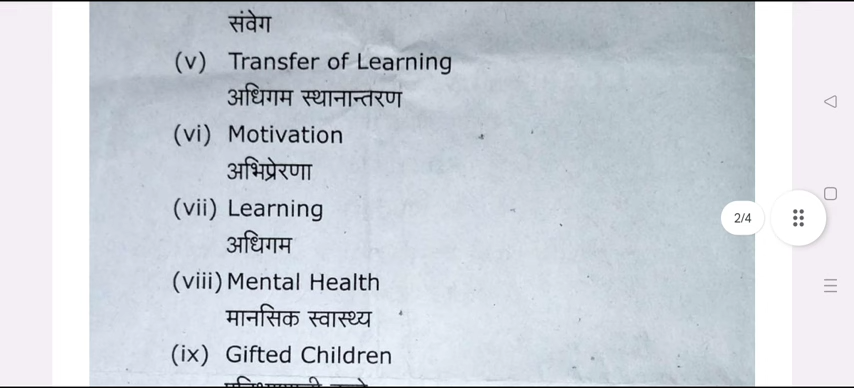 संवेग
(v) Transfer of Learning
अधिगम स्थानान्तरण
(vi) Motivation
अभिप्रेरणा
(vii) Learning
अधिगम
2/4
(viii) Mental Health
मानसिक स्वास्थ्य
(ix) Gifted Children